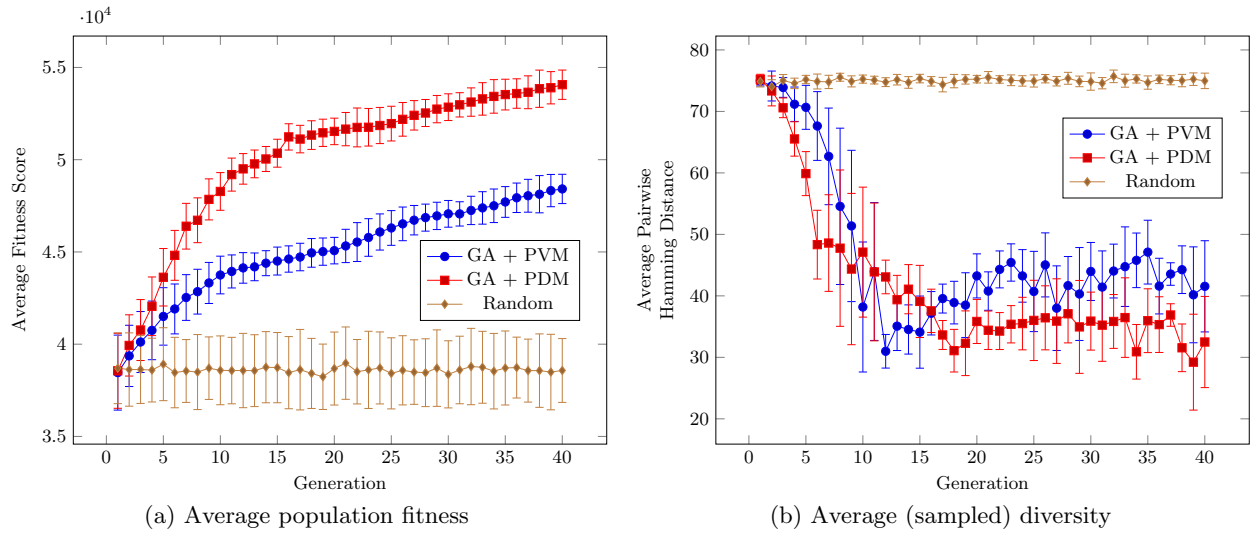 ·10⁴
5.5
5
4.5
4
3.5
0 5 10 15 20 25 30 35 40
Generation
Average Fitness Score
GA + PVM
GA + PDM
Random
(a) Average population fitness
80
70
60
50
40
30
20
0 5 10 15 20 25 30 35 40
Generation
Average Pairwise
Hamming Distance
GA + PVM
GA + PDM
Random
(b) Average (sampled) diversity